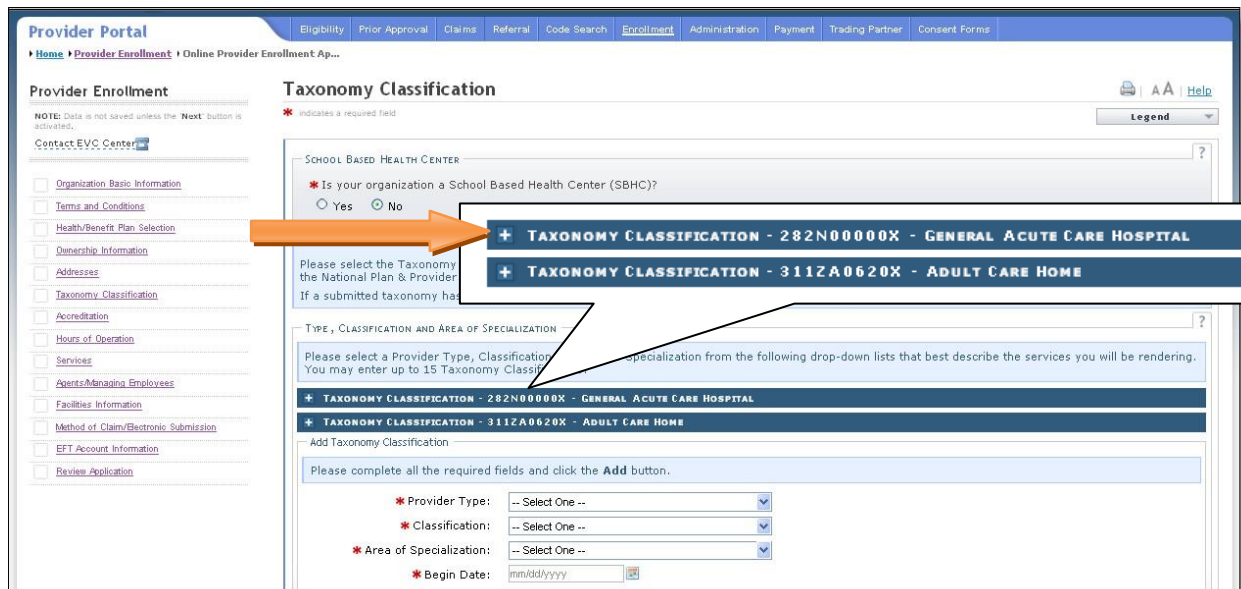 Provider Portal
Eligibility Prior Approval Claims Referral Code Search Enrollment Administration Payment Trading Partner Consent Forms
Home Provider Enrollment Online Provider Enrollment Ap...
Provider Enrollment
NOTE: Data is not saved unless the 'Next' button is
activated.
Contact EVC Center
Organization Basic Information
Terms and Conditions
Health/Benefit Plan Selection
Ownership Information
Addresses
Taxonomy Classification
Accreditation
Hours of Operation
Services
Agents/Managing Employees
Facilities Information
Method of Claim/Electronic Submission
EFT Account Information
Review Application
Taxonomy Classification
A A Help
* indicates a required field
Legend
SCHOOL BASED HEALTH CENTER
?
* Is your organization a School Based Health Center (SBHC)?
Yes No
+ TAXONOMY CLASSIFICATION - 282N00000X - GENERAL ACUTE CARE HOSPITAL
+ TAXONOMY CLASSIFICATION - 311ZA0620X - ADULT CARE HOME
Please select the Taxonomy
the National Plan & Provider
If a submitted taxonomy has
TYPE, CLASSIFICATION AND AREA OF SPECIALIZATION
?
Please select a Provider Type, Classification specialization from the following drop-down lists that best describe the services you will be rendering.
You may enter up to 15 Taxonomy
+ TAXONOMY CLASSIFICATION - 282N00000X - GENERAL ACUTE CARE HOSPITAL
+ TAXONOMY CLASSIFICATION - 311ZA0620X - ADULT CARE HOME
Add Taxonomy Classification
Please complete all the required fields and click the Add button.
* Provider Type: -- Select One --
* Classification: -- Select One --
* Area of Specialization: -- Select One --
* Begin Date: mm/dd/yyyy